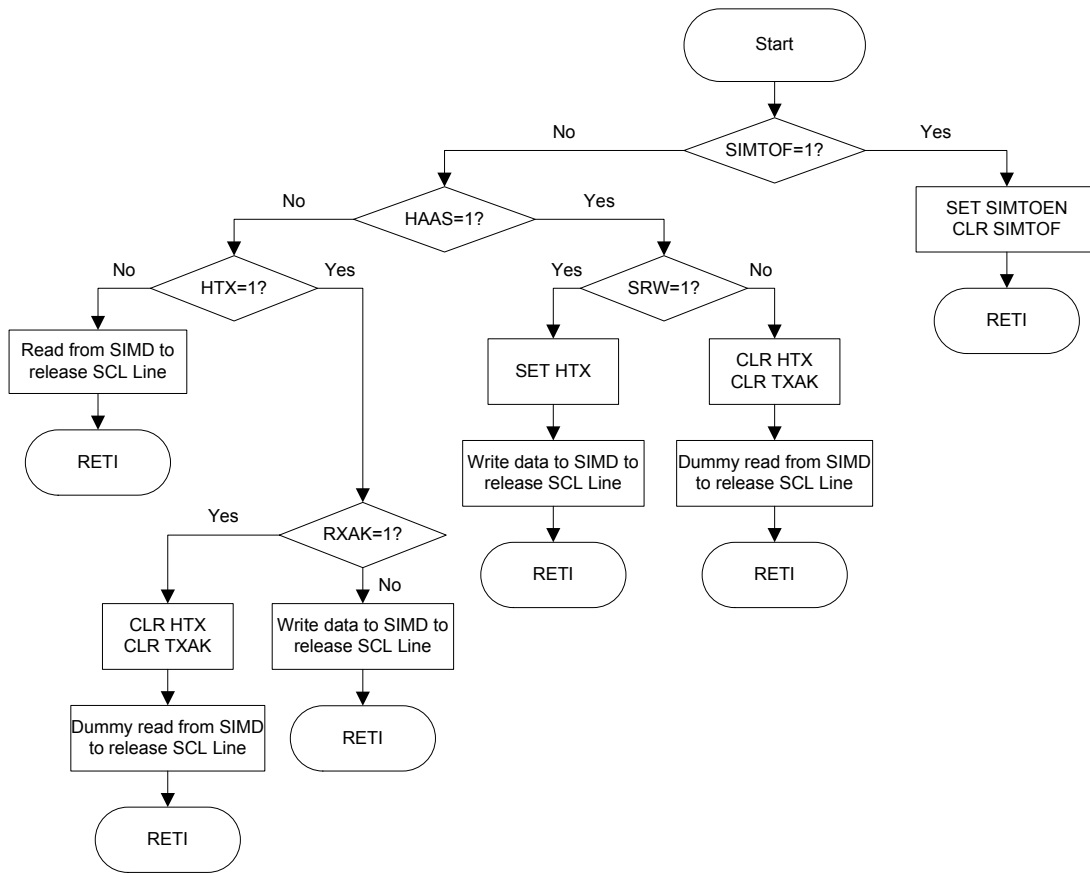 Start
No
Yes
SIMTOF=1?
No
HAAS=1?
Yes
SET SIMTOEN
CLR SIMTOF
No
HTX=1?
Yes
Yes
SRW=1?
No
RETI
Read from SIMD to
release SCL Line
SET HTX
CLR HTX
CLR TXAK
RETI
Write data to SIMD to
release SCL Line
Dummy read from SIMD
to release SCL Line
Yes
RXAK=1?
RETI
RETI
No
CLR HTX
CLR TXAK
Write data to SIMD to
release SCL Line
Dummy read from SIMD
to release SCL Line
RETI
RETI